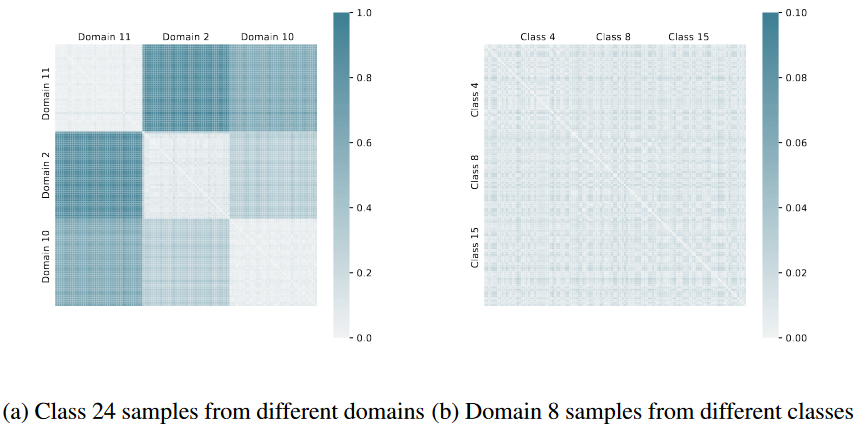 Domain 11 Domain 2 Domain 10
Domain 11
Domain 2
Domain 10
1.0
0.8
0.6
0.4
0.2
0.0
Class 4 Class 8 Class 15
Class 4
Class 8
Class 15
0.10
0.08
0.06
0.04
0.02
0.00
(a) Class 24 samples from different domains
(b) Domain 8 samples from different classes